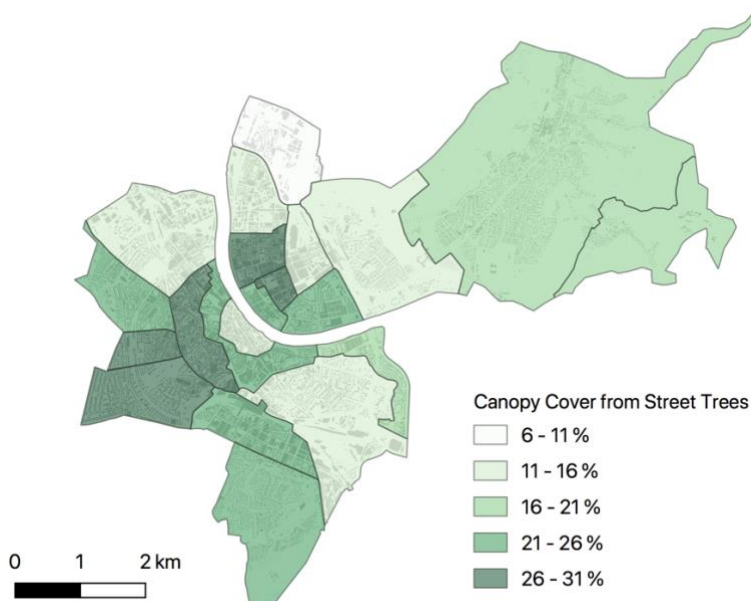 Canopy Cover from Street Trees
6 - 11 %
11 - 16 %
16 - 21 %
21 - 26 %
26 - 31 %
0 1 2 km